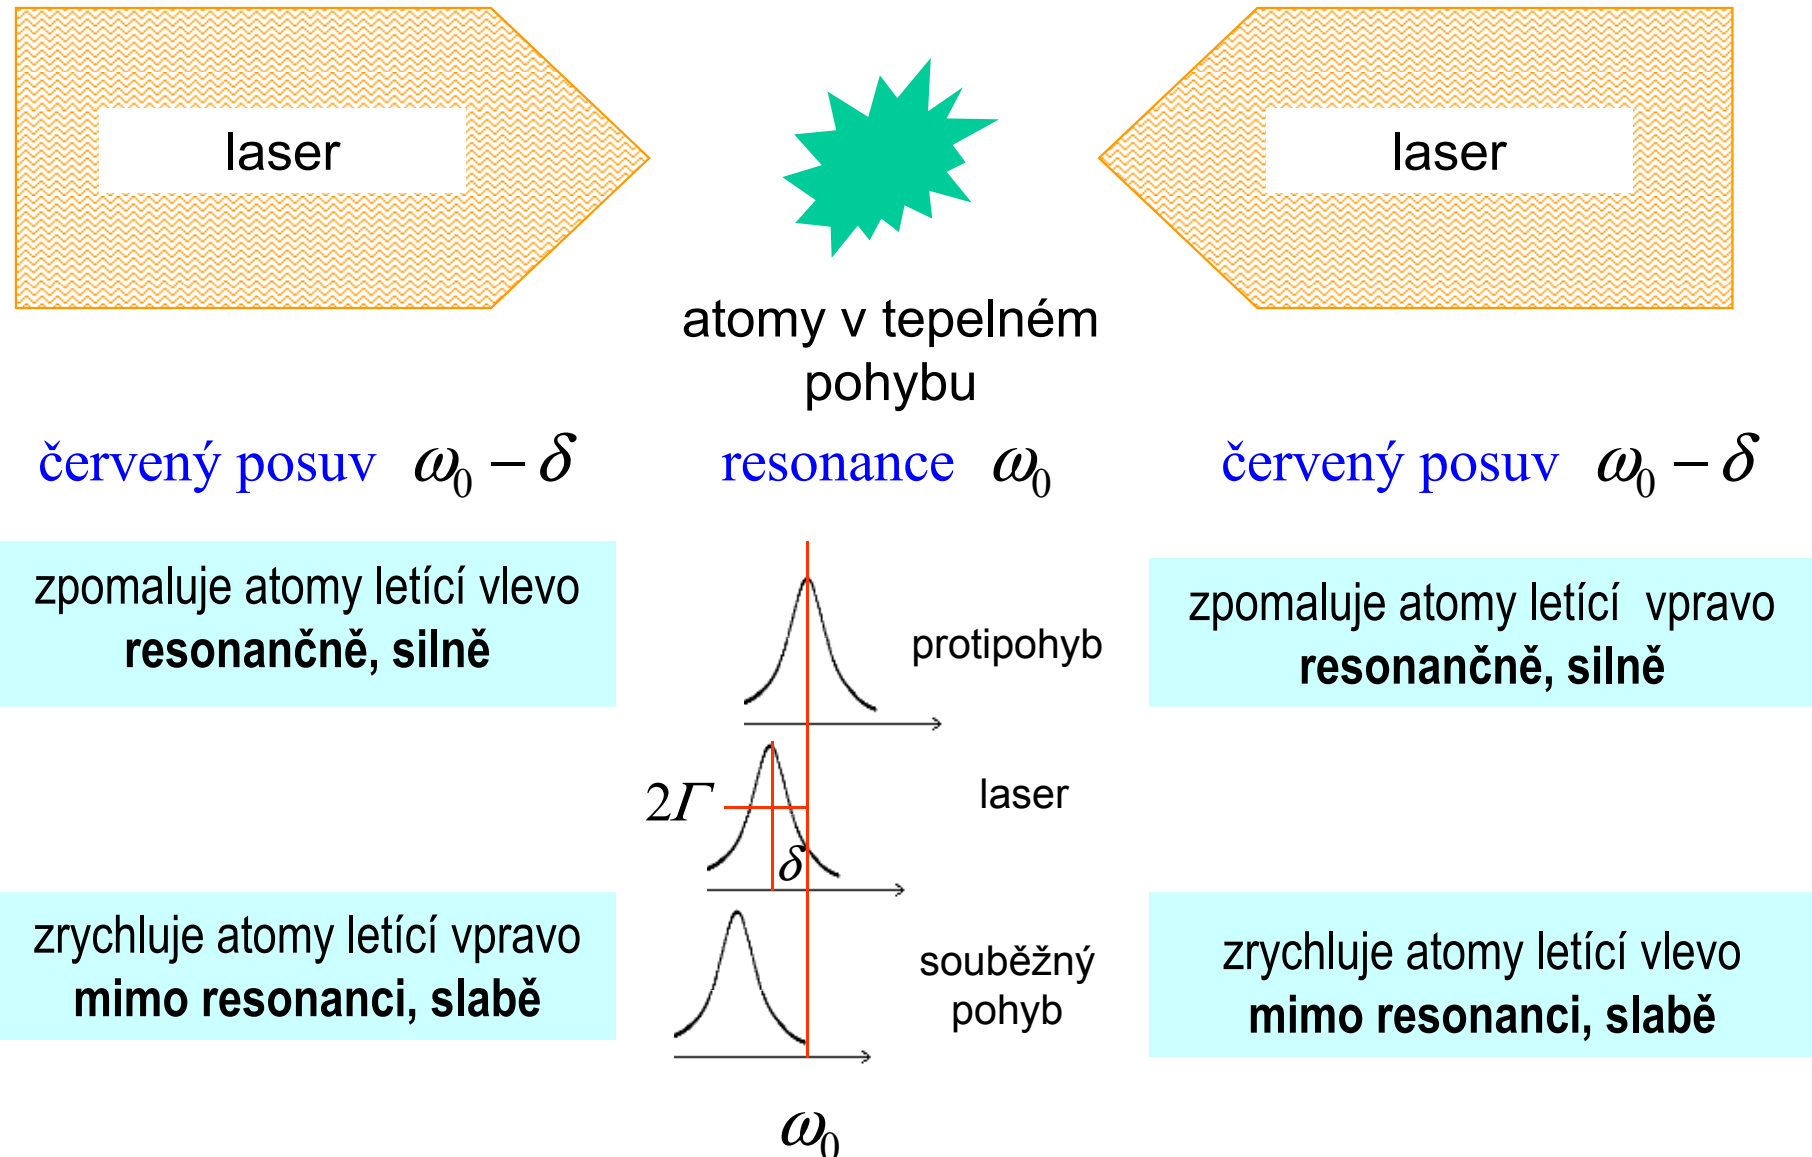 laser
laser
atomy v tepelném
pohybu
červený posuv ω₀ − δ
resonance ω₀
červený posuv ω₀ − δ
zpomaluje atomy letící vlevo
resonančně, silně
protipohyb
zpomaluje atomy letící vpravo
resonančně, silně
2Γ
laser
δ
zrychluje atomy letící vpravo
mimo resonanci, slabě
souběžný
pohyb
zrychluje atomy letící vlevo
mimo resonanci, slabě
ω₀